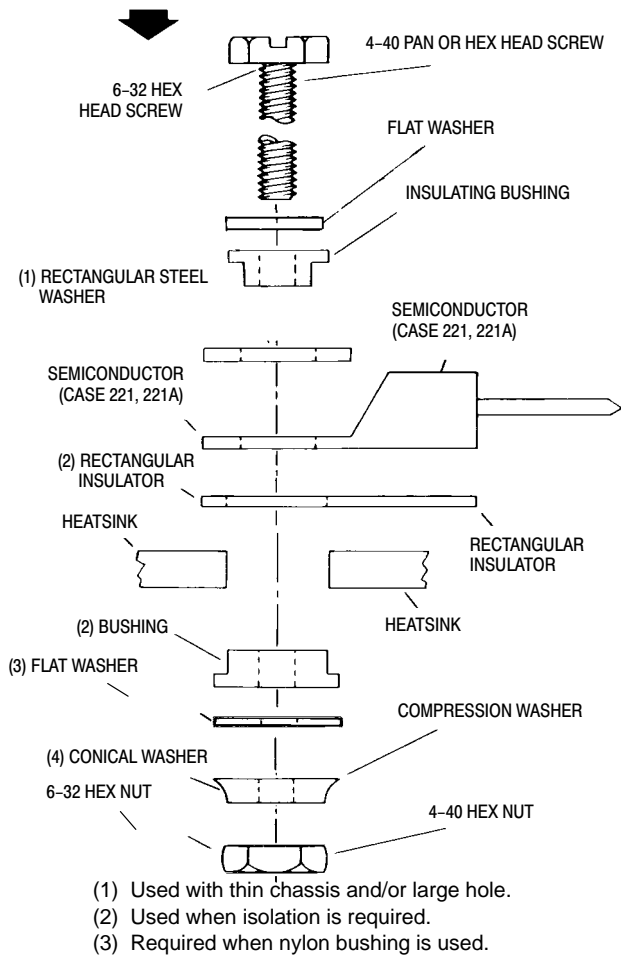 4–40 PAN OR HEX HEAD SCREW
6–32 HEX
HEAD SCREW
FLAT WASHER
INSULATING BUSHING
(1) RECTANGULAR STEEL
WASHER
SEMICONDUCTOR
(CASE 221, 221A)
SEMICONDUCTOR
(CASE 221, 221A)
(2) RECTANGULAR
INSULATOR
HEATSINK
RECTANGULAR
INSULATOR
HEATSINK
(2) BUSHING
(3) FLAT WASHER
COMPRESSION WASHER
(4) CONICAL WASHER
6–32 HEX NUT
4–40 HEX NUT
(1) Used with thin chassis and/or large hole.
(2) Used when isolation is required.
(3) Required when nylon bushing is used.